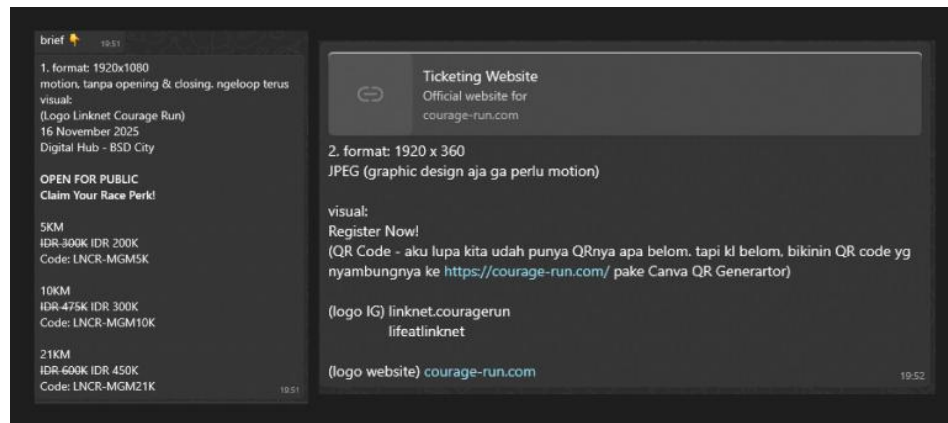 brief 👇 19:51
1. format: 1920x1080
motion, tanpa opening & closing. ngeloop terus
visual:
(Logo Linknet Courage Run)
16 November 2025
Digital Hub - BSD City
OPEN FOR PUBLIC
Claim Your Race Perk!
5KM
IDR 300K IDR 200K
Code: LNCR-MGM5K
10KM
IDR 475K IDR 300K
Code: LNCR-MGM10K
21KM
IDR 600K IDR 450K
Code: LNCR-MGM21K 19:51
Ticketing Website
Official website for
courage-run.com
2. format: 1920 x 360
JPEG (graphic design aja ga perlu motion)
visual:
Register Now!
(QR Code - aku lupa kita udah punya QRnya apa belom. tapi kl belom, bikinin QR code yg
nyambungnya ke https://courage-run.com/ pake Canva QR Generartor)
(logo IG) linknet.couragerun
lifeatlinknet
(logo website) courage-run.com 19:52